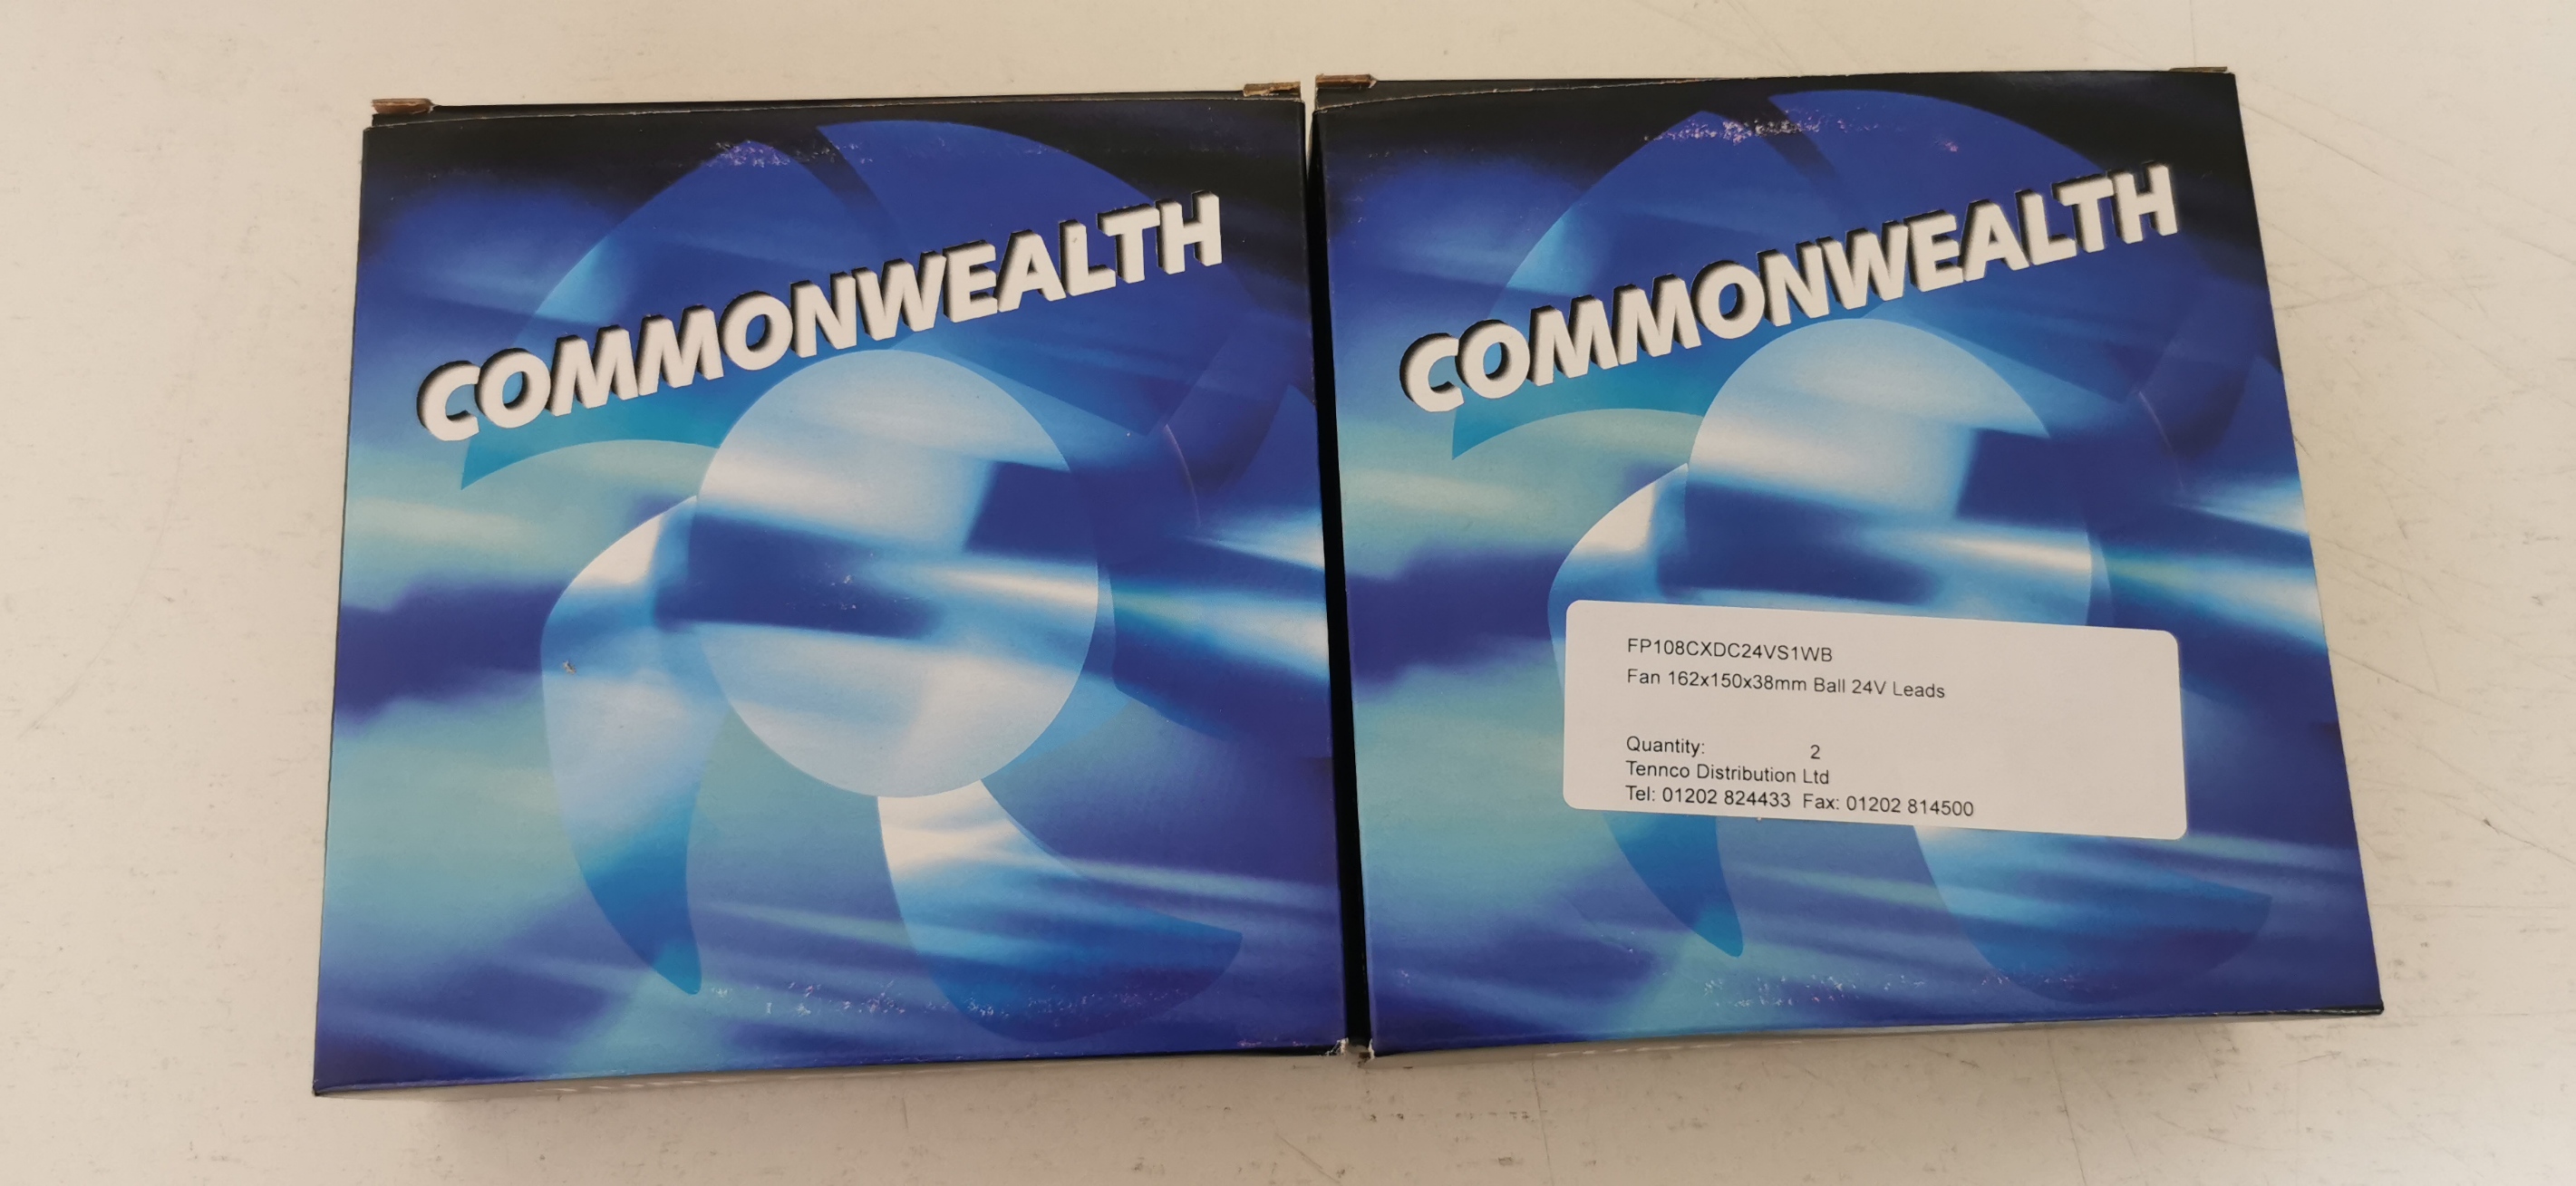 COMMONWEALTH
COMMONWEALTH
FP108CXDC24VS1WB
Fan 162x150x38mm Ball 24V Leads
Quantity: 2
Tennco Distribution Ltd
Tel: 01202 824433 Fax: 01202 814500